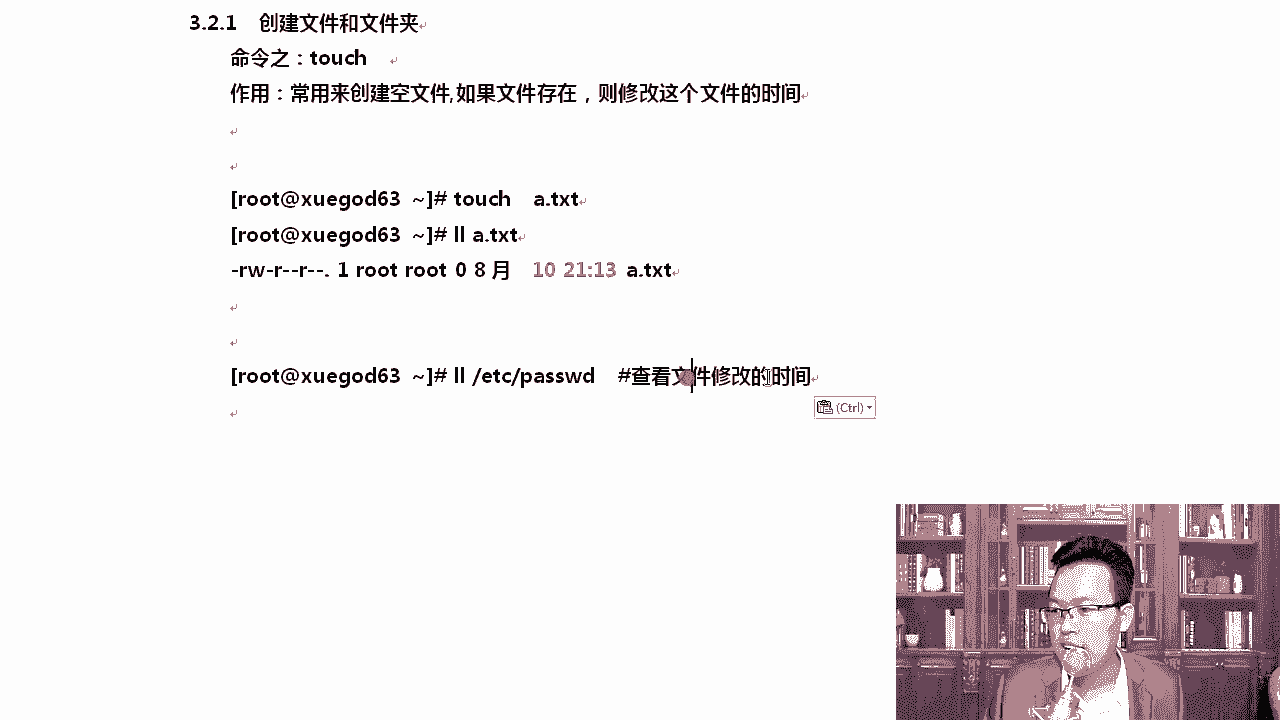 3.2.1 创建文件和文件夹
命令之：touch
作用：常用来创建空文件,如果文件存在，则修改这个文件的时间
[root@xuegod63 ~]# touch a.txt
[root@xuegod63 ~]# ll a.txt
-rw-r--r--. 1 root root 0 8月 10 21:13 a.txt
[root@xuegod63 ~]# ll /etc/passwd #查看文件修改的时间
(Ctrl)